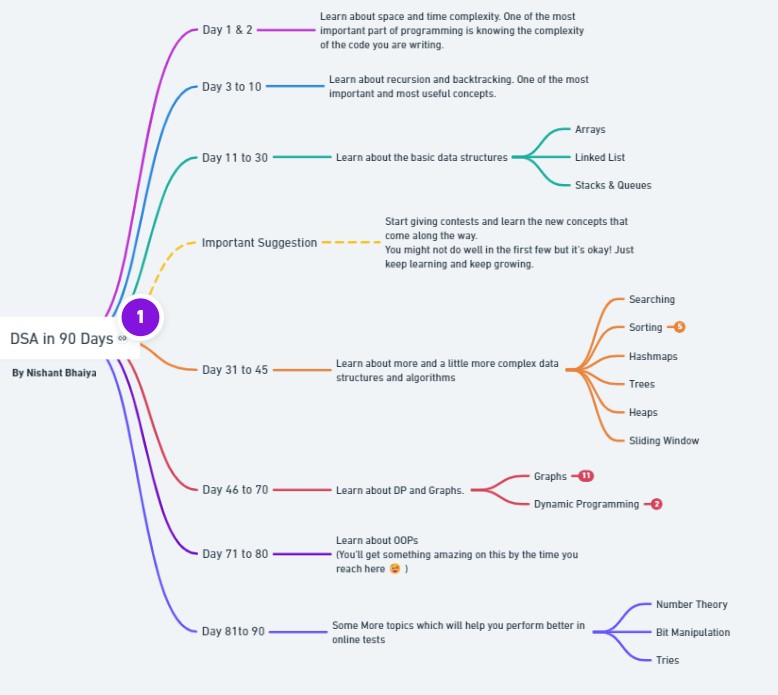 Day 1 & 2
Learn about space and time complexity. One of the most
important part of programming is knowing the complexity
of the code you are writing.
Day 3 to 10
Learn about recursion and backtracking. One of the most
important and most useful concepts.
Day 11 to 30
Learn about the basic data structures
Arrays
Linked List
Stacks & Queues
Important Suggestion
Start giving contests and learn the new concepts that
come along the way.
You might not do well in the first few but it's okay! Just
keep learning and keep growing.
1
DSA in 90 Days ∞
By Nishant Bhaiya
Day 31 to 45
Learn about more and a little more complex data
structures and algorithms
Searching
Sorting 5
Hashmaps
Trees
Heaps
Sliding Window
Day 46 to 70
Learn about DP and Graphs.
Graphs 11
Dynamic Programming 2
Day 71 to 80
Learn about OOPs
(You'll get something amazing on this by the time you
reach here 🥰 )
Day 81to 90
Some More topics which will help you perform better in
online tests
Number Theory
Bit Manipulation
Tries